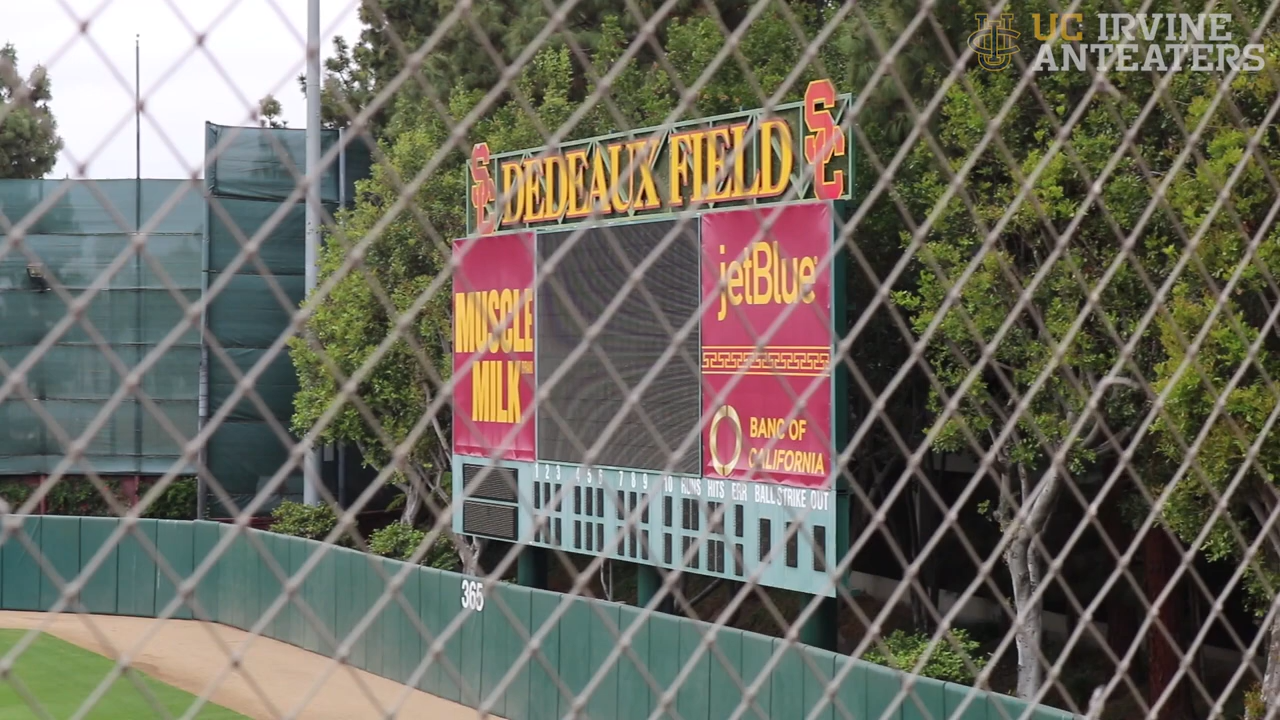 UC IRVINE
ANTEATERS
SC DEDEAUX FIELD SC
MUSCLE
MILK
jetBlue
BANC OF
CALIFORNIA
1 2 3 4 5 6 7 8 9 10 RUNS HITS ERR BALL STRIKE OUT
365